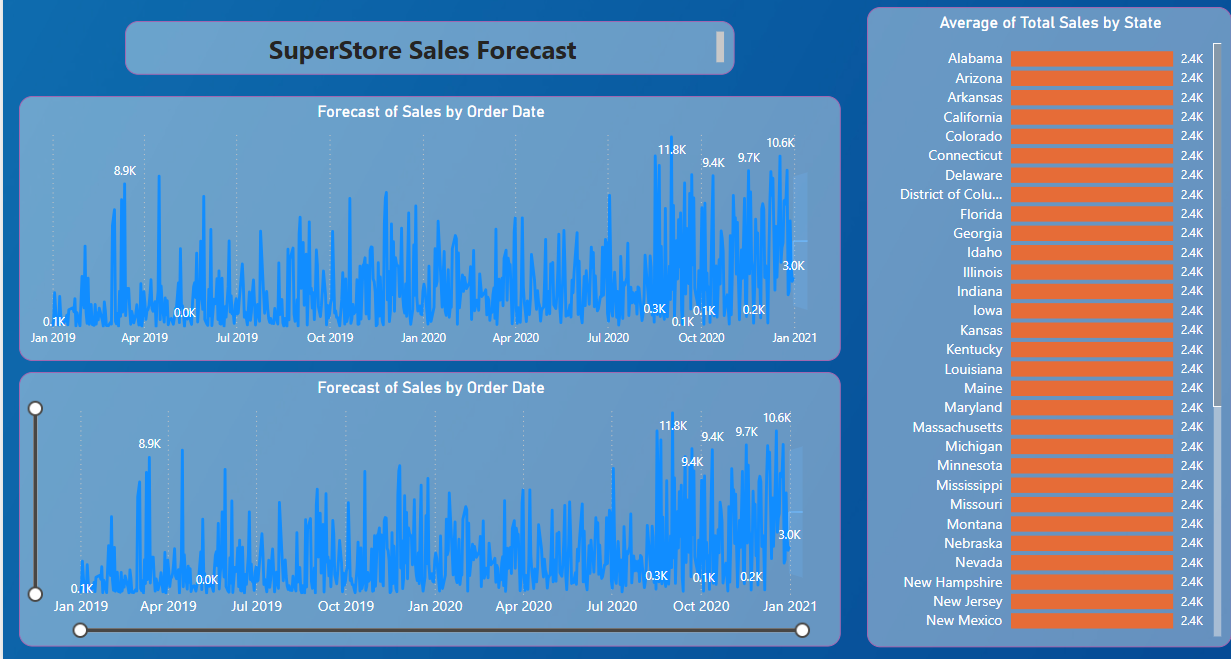 SuperStore Sales Forecast
Forecast of Sales by Order Date
8.9K
11.8K
9.4K
9.7K
10.6K
3.0K
0.1K
0.0K
0.3K
0.1K
0.1K
0.2K
Jan 2019 Apr 2019 Jul 2019 Oct 2019 Jan 2020 Apr 2020 Jul 2020 Oct 2020 Jan 2021
Forecast of Sales by Order Date
8.9K
11.8K
9.4K
9.4K
9.7K
10.6K
3.0K
0.1K
0.0K
0.3K
0.1K
0.2K
Jan 2019 Apr 2019 Jul 2019 Oct 2019 Jan 2020 Apr 2020 Jul 2020 Oct 2020 Jan 2021
Average of Total Sales by State
Alabama 2.4K
Arizona 2.4K
Arkansas 2.4K
California 2.4K
Colorado 2.4K
Connecticut 2.4K
Delaware 2.4K
District of Colu... 2.4K
Florida 2.4K
Georgia 2.4K
Idaho 2.4K
Illinois 2.4K
Indiana 2.4K
Iowa 2.4K
Kansas 2.4K
Kentucky 2.4K
Louisiana 2.4K
Maine 2.4K
Maryland 2.4K
Massachusetts 2.4K
Michigan 2.4K
Minnesota 2.4K
Mississippi 2.4K
Missouri 2.4K
Montana 2.4K
Nebraska 2.4K
Nevada 2.4K
New Hampshire 2.4K
New Jersey 2.4K
New Mexico 2.4K